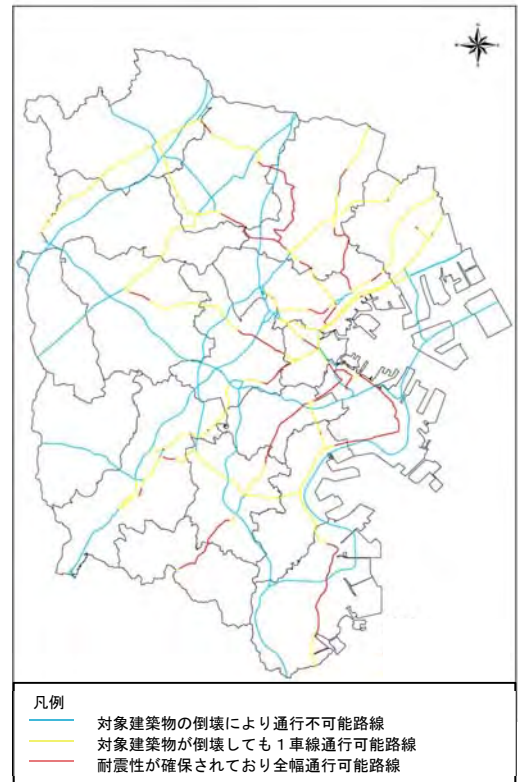 凡例
対象建築物の倒壊により通行不可能路線
対象建築物が倒壊しても１車線通行可能路線
耐震性が確保されており全幅通行可能路線